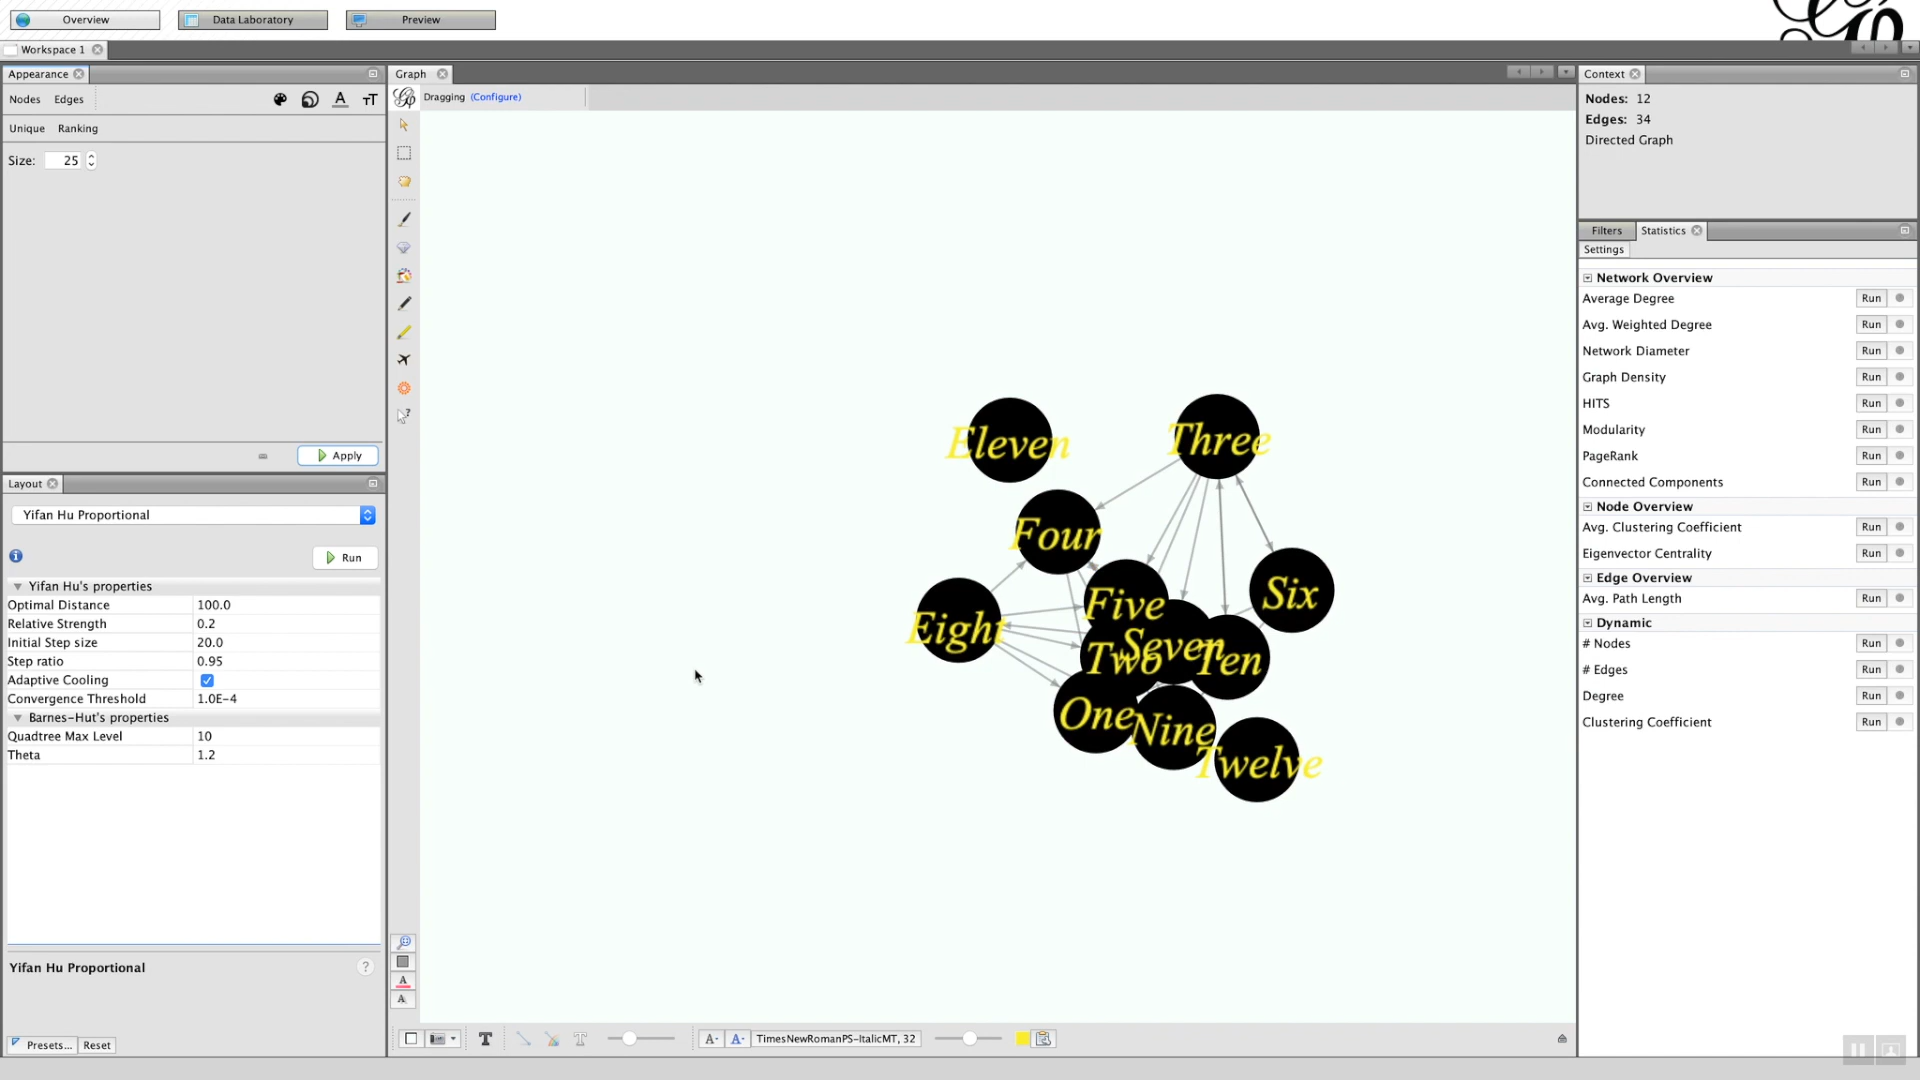 Overview
Data Laboratory
Preview
Workspace 1
Appearance
Nodes Edges
A
TT
Unique Ranking
Size: 25
Apply
Layout
Yifan Hu Proportional
Run
Yifan Hu's properties
Optimal Distance 100.0
Relative Strength 0.2
Initial Step size 20.0
Step ratio 0.95
Adaptive Cooling
Convergence Threshold 1.0E-4
Barnes-Hut's properties
Quadtree Max Level 10
Theta 1.2
Yifan Hu Proportional
?
Presets...
Reset
Graph
Dragging (Configure)
Eleven
Three
Four
Five
Six
Eight
Seven
Two
Ten
One
Nine
Twelve
A
A
T
T
A-
A-
TimesNewRomanPS-ItalicMT, 32
Context
Nodes: 12
Edges: 34
Directed Graph
Filters
Statistics
Settings
Network Overview
Average Degree Run
Avg. Weighted Degree Run
Network Diameter Run
Graph Density Run
HITS Run
Modularity Run
PageRank Run
Connected Components Run
Node Overview
Avg. Clustering Coefficient Run
Eigenvector Centrality Run
Edge Overview
Avg. Path Length Run
Dynamic
# Nodes Run
# Edges Run
Degree Run
Clustering Coefficient Run